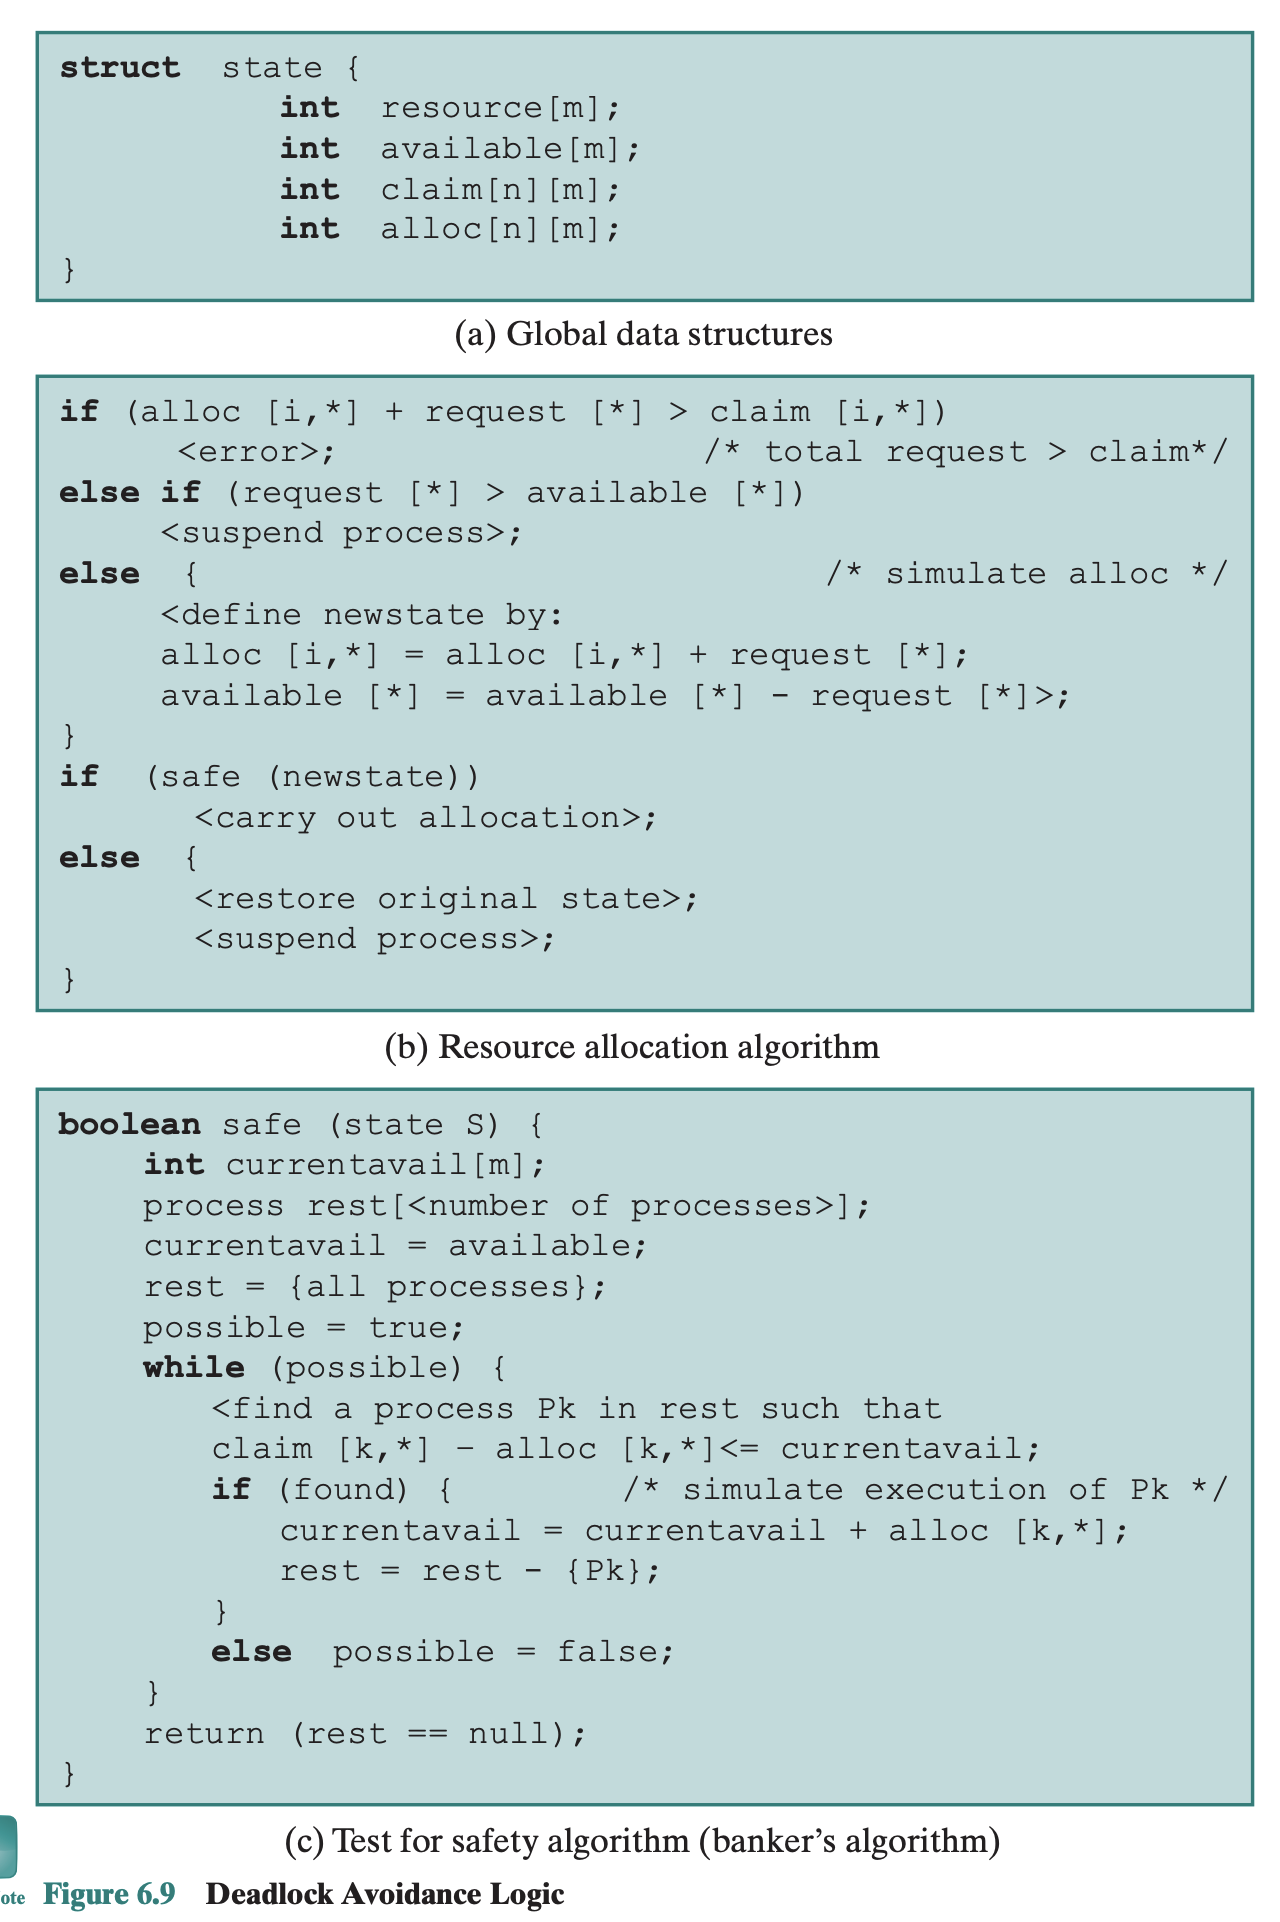 struct state {
int resource[m];
int available[m];
int claim[n][m];
int alloc[n][m];
}
(a) Global data structures
if (alloc [i,*] + request [*] > claim [i,*])
<error>; /* total request > claim*/
else if (request [*] > available [*])
<suspend process>;
else { /* simulate alloc */
<define newstate by:
alloc [i,*] = alloc [i,*] + request [*];
available [*] = available [*] - request [*]>;
}
if (safe (newstate))
<carry out allocation>;
else {
<restore original state>;
<suspend process>;
}
(b) Resource allocation algorithm
boolean safe (state S) {
int currentavail[m];
process rest[<number of processes>];
currentavail = available;
rest = {all processes};
possible = true;
while (possible) {
<find a process Pk in rest such that
claim [k,*] – alloc [k,*]<= currentavail;
if (found) { /* simulate execution of Pk */
currentavail = currentavail + alloc [k,*];
rest = rest - {Pk};
}
else possible = false;
}
return (rest == null);
}
(c) Test for safety algorithm (banker’s algorithm)
ote Figure 6.9 Deadlock Avoidance Logic